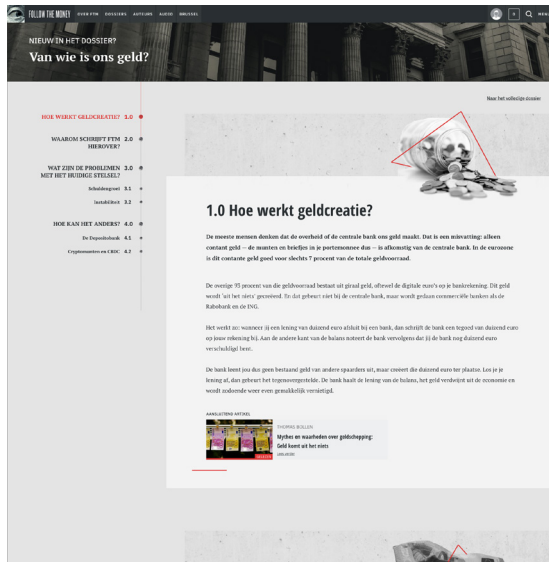 FOLLOW THE MONEY OVER FTM DOSSIERS AUTEURS AUDIO BRUSSEL MENU
NIEUW IN HET DOSSIER?
Van wie is ons geld?
Naar het volledige dossier
HOE WERKT GELDCREATIE? 1.0
WAAROM SCHRIJFT FTM 2.0
HIEROVER?
WAT ZIJN DE PROBLEMEN 3.0
MET HET HUIDIGE STELSEL?
Schuldengroei 3.1
Instabiliteit 3.2
HOE KAN HET ANDERS? 4.0
De Depositobank 4.1
Cryptomunten en CBDC 4.2
1.0 Hoe werkt geldcreatie?
De meeste mensen denken dat de overheid of de centrale bank ons geld maakt. Dat is een misvatting: alleen
contant geld — de munten en briefjes in je portemonnee dus — is afkomstig van de centrale bank. In de eurozone
is dit contante geld goed voor slechts 7 procent van de totale geldvoorraad.
De overige 93 procent van die geldvoorraad bestaat uit giraal geld, oftewel de digitale euro's op je bankrekening. Dit geld
wordt 'uit het niets' gecreëerd. En dat gebeurt niet bij de centrale bank, maar wordt gedaan commerciële banken als de
Rabobank en de ING.
Het werkt zo: wanneer jij een lening van duizend euro afsluit bij een bank, dan schrijft de bank een tegoed van duizend euro
op jouw rekening bij. Aan de andere kant van de balans noteert de bank vervolgens dat jij de bank nog duizend euro
verschuldigd bent.
De bank leent jou dus geen bestaand geld van andere spaarders uit, maar creëert die duizend euro ter plaatse. Los je je
lening af, dan gebeurt het tegenovergestelde. De bank haalt de lening van de balans, het geld verdwijnt uit de economie en
wordt zodoende weer even gemakkelijk vernietigd.
AANSLUITEND ARTIKEL
THOMAS BOLLEN
Mythes en waarheden over geldschepping:
Geld komt uit het niets
Lees verder